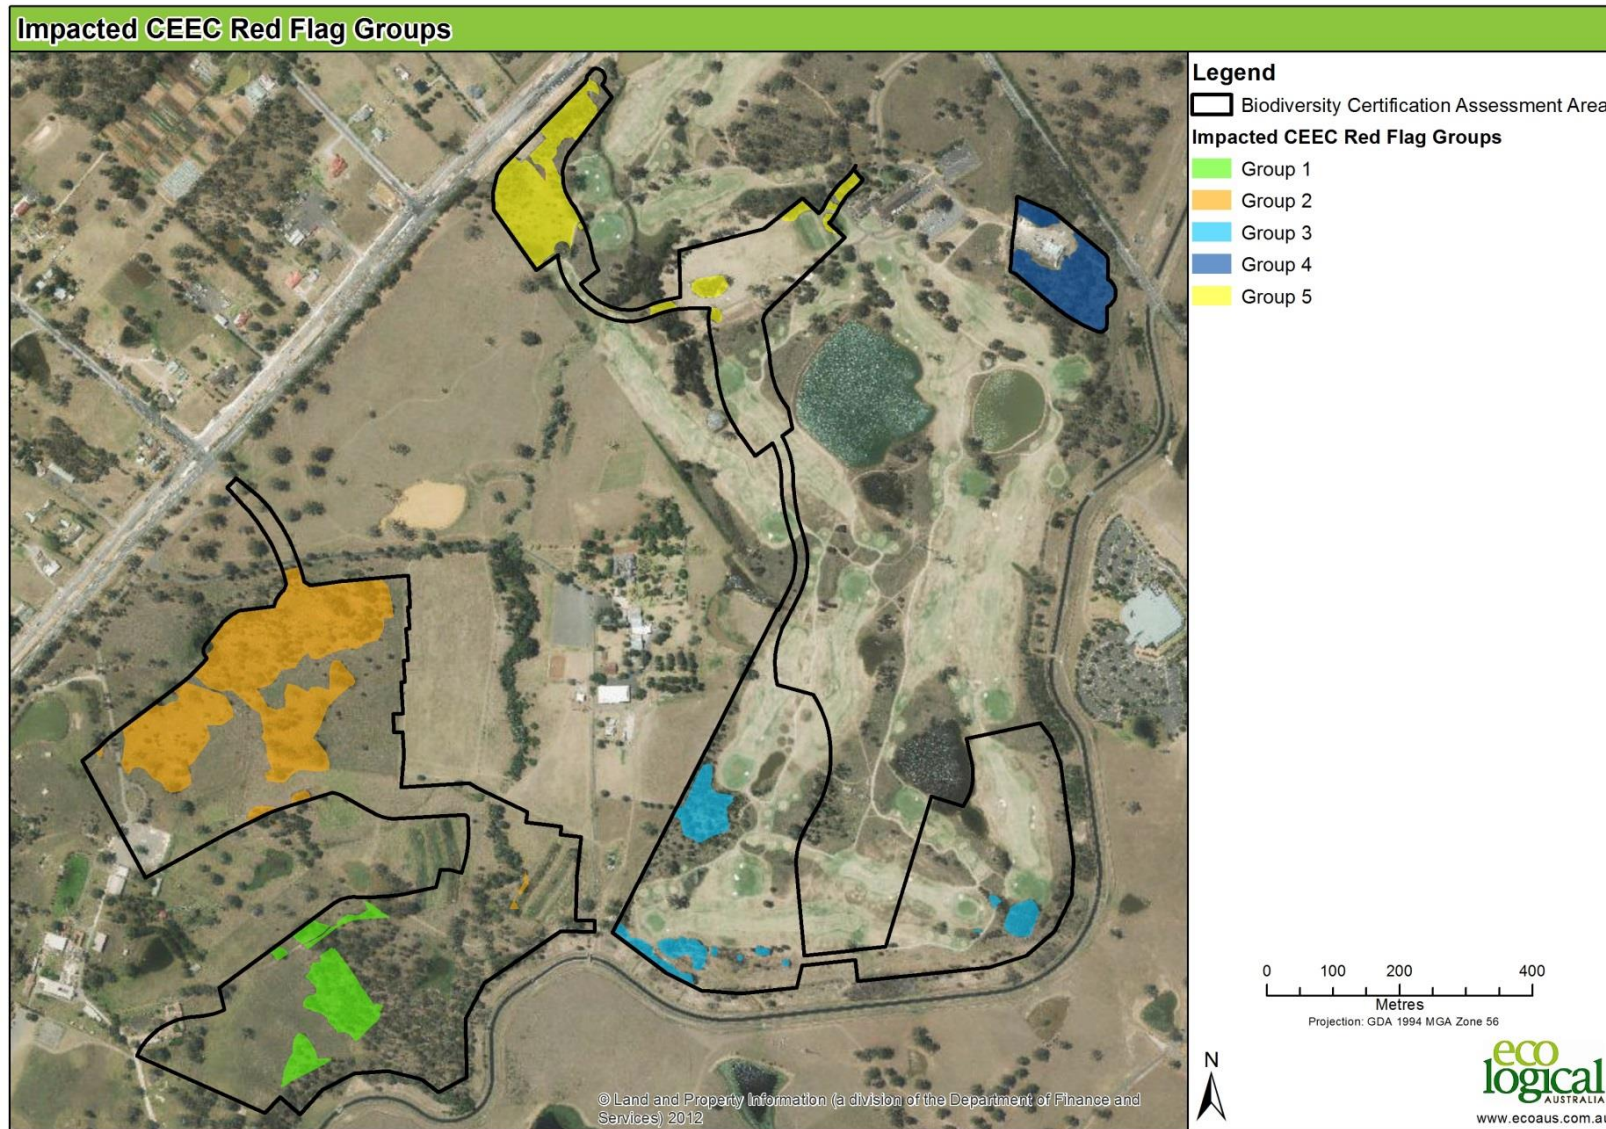 Impacted CEEC Red Flag Groups
Legend
Biodiversity Certification Assessment Area
Impacted CEEC Red Flag Groups
Group 1
Group 2
Group 3
Group 4
Group 5
0 100 200 400
Metres
Projection: GDA 1994 MGA Zone 56
N
eco
logical
AUSTRALIA
www.ecoaus.com.au
© Land and Property Information (a division of the Department of Finance and
Services) 2012